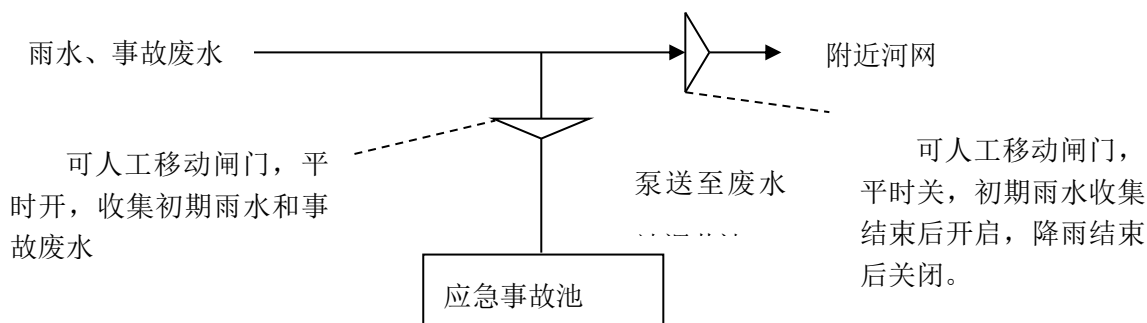 雨水、事故废水
附近河网
可人工移动闸门，平
时开，收集初期雨水和事
故废水
泵送至废水
可人工移动闸门，
平时关，初期雨水收集
结束后开启，降雨结束
后关闭。
应急事故池